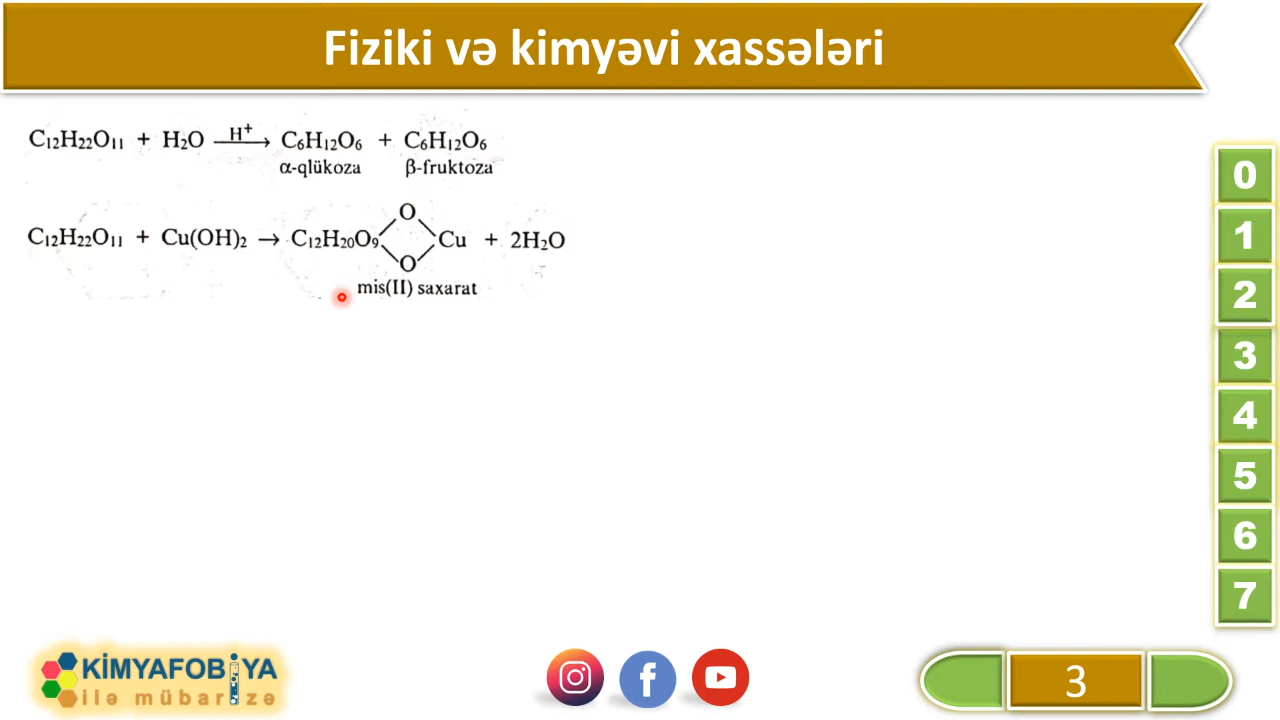 Fiziki və kimyəvi xassələri
C₁₂H₂₂O₁₁ + H₂O —H⁺→ C₆H₁₂O₆ + C₆H₁₂O₆
α-qlükoza β-fruktoza
O
C₁₂H₂₂O₁₁ + Cu(OH)₂ → C₁₂H₂₀O₉ Cu + 2H₂O
O
mis(II) saxarat
0
1
2
3
4
5
6
7
KİMYAFOBİYA
ilə mübarizə
3